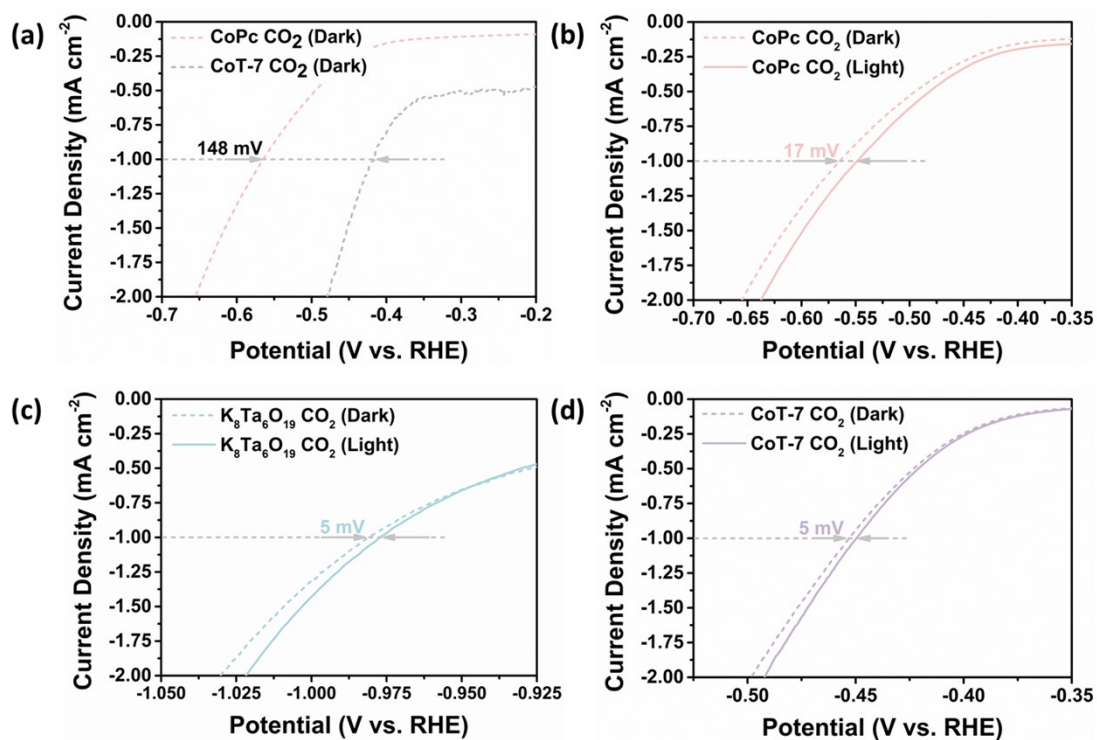 (a)
CoPc CO₂ (Dark)
CoT-7 CO₂ (Dark)
148 mV
0.00
-0.25
-0.50
-0.75
-1.00
-1.25
-1.50
-1.75
-2.00
-0.7 -0.6 -0.5 -0.4 -0.3 -0.2
Current Density (mA cm⁻²)
Potential (V vs. RHE)
(b)
CoPc CO₂ (Dark)
CoPc CO₂ (Light)
17 mV
0.00
-0.25
-0.50
-0.75
-1.00
-1.25
-1.50
-1.75
-2.00
-0.70 -0.65 -0.60 -0.55 -0.50 -0.45 -0.40 -0.35
Current Density (mA cm⁻²)
Potential (V vs. RHE)
(c)
K₈Ta₆O₁₉ CO₂ (Dark)
K₈Ta₆O₁₉ CO₂ (Light)
5 mV
0.00
-0.25
-0.50
-0.75
-1.00
-1.25
-1.50
-1.75
-2.00
-1.050 -1.025 -1.000 -0.975 -0.950 -0.925
Current Density (mA cm⁻²)
Potential (V vs. RHE)
(d)
CoT-7 CO₂ (Dark)
CoT-7 CO₂ (Light)
5 mV
0.00
-0.25
-0.50
-0.75
-1.00
-1.25
-1.50
-1.75
-2.00
-0.50 -0.45 -0.40 -0.35
Current Density (mA cm⁻²)
Potential (V vs. RHE)